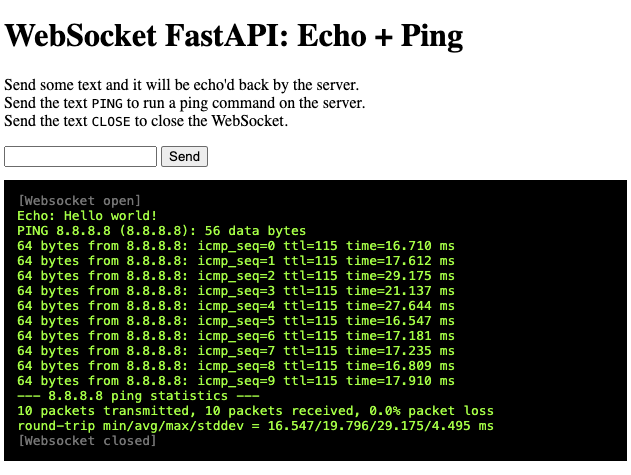 WebSocket FastAPI: Echo + Ping
Send some text and it will be echo'd back by the server.
Send the text PING to run a ping command on the server.
Send the text CLOSE to close the WebSocket.
Send
[Websocket open]
Echo: Hello world!
PING 8.8.8.8 (8.8.8.8): 56 data bytes
64 bytes from 8.8.8.8: icmp_seq=0 ttl=115 time=16.710 ms
64 bytes from 8.8.8.8: icmp_seq=1 ttl=115 time=17.612 ms
64 bytes from 8.8.8.8: icmp_seq=2 ttl=115 time=29.175 ms
64 bytes from 8.8.8.8: icmp_seq=3 ttl=115 time=21.137 ms
64 bytes from 8.8.8.8: icmp_seq=4 ttl=115 time=27.644 ms
64 bytes from 8.8.8.8: icmp_seq=5 ttl=115 time=16.547 ms
64 bytes from 8.8.8.8: icmp_seq=6 ttl=115 time=17.181 ms
64 bytes from 8.8.8.8: icmp_seq=7 ttl=115 time=17.235 ms
64 bytes from 8.8.8.8: icmp_seq=8 ttl=115 time=16.809 ms
64 bytes from 8.8.8.8: icmp_seq=9 ttl=115 time=17.910 ms
--- 8.8.8.8 ping statistics ---
10 packets transmitted, 10 packets received, 0.0% packet loss
round-trip min/avg/max/stddev = 16.547/19.796/29.175/4.495 ms
[Websocket closed]